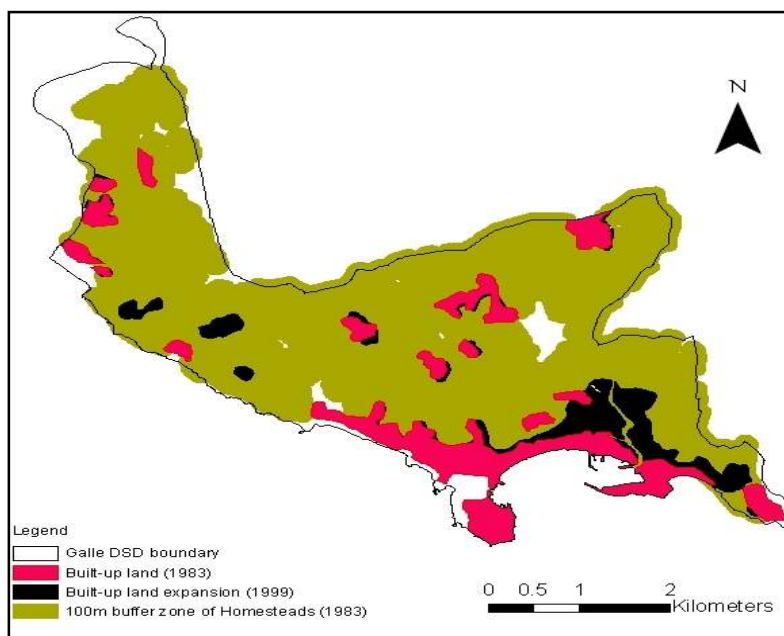 N
Legend
Galle DSD boundary
Built-up land (1983)
Built-up land expansion (1999)
100m buffer zone of Homesteads (1983)
0 0.5 1 2
Kilometers